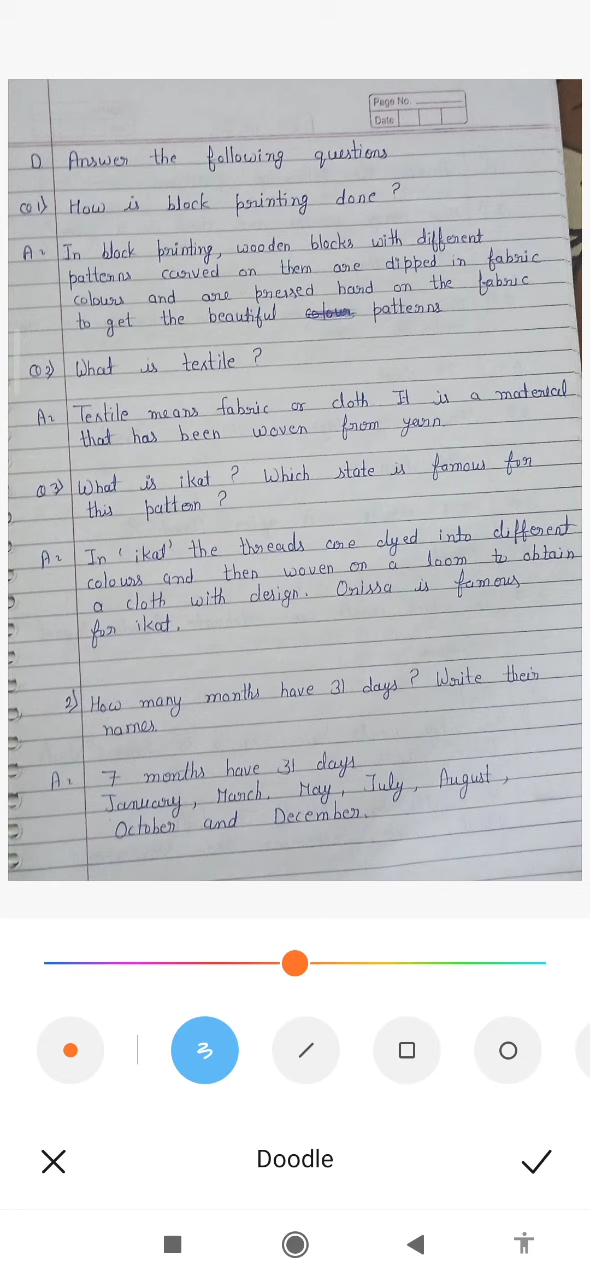 Page No.
Date
D Answer the following questions
Q1) How is block printing done ?
A: In block printing, wooden blocks with different
patterns carved on them are dipped in fabric
colours and are pressed hard on the fabric
to get the beautiful colour patterns
Q2) What is textile ?
A: Textile means fabric or cloth It is a material
that has been woven from yarn
Q3) What is ikat ? Which state is famous for
this pattern ?
A: In 'ikat' the threads are dyed into different
colours and then woven on a loom to obtain
a cloth with design. Orissa is famous
for ikat.
2) How many months have 31 days ? Write their
names.
A: 7 months have 31 days
January, March, May, July, August,
October and December.
Doodle